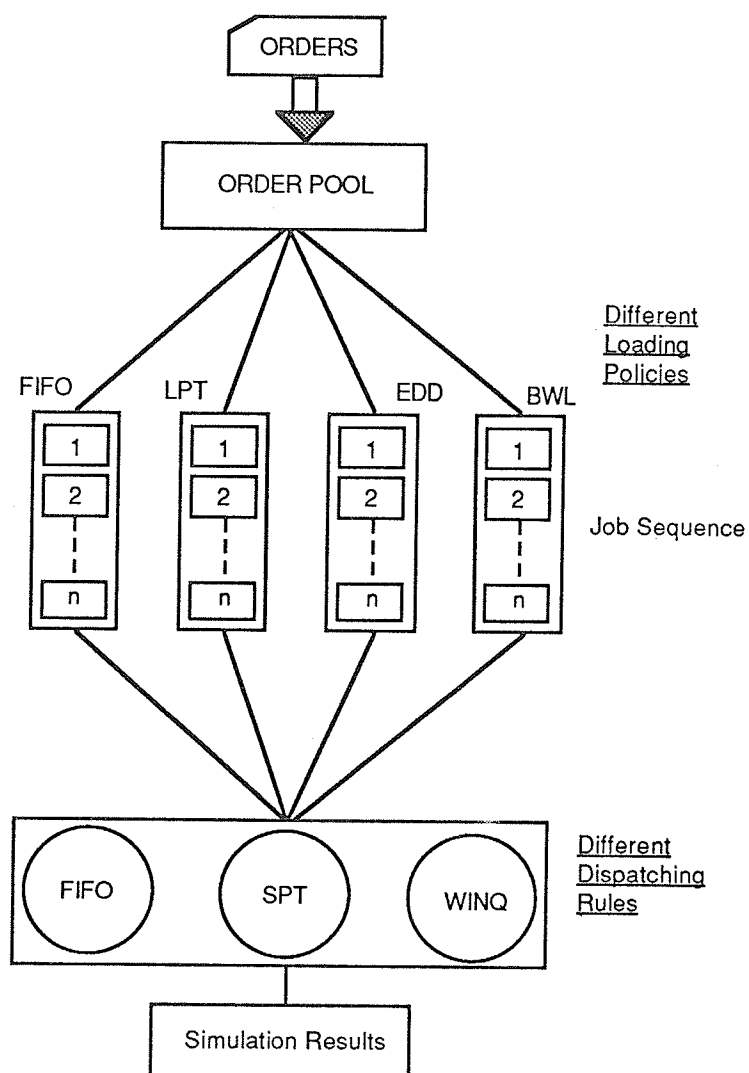 ORDERS
ORDER POOL
Different
Loading
Policies
FIFO
LPT
EDD
BWL
1
1
1
1
2
2
2
2
Job Sequence
n
n
n
n
FIFO
SPT
WINQ
Different
Dispatching
Rules
Simulation Results